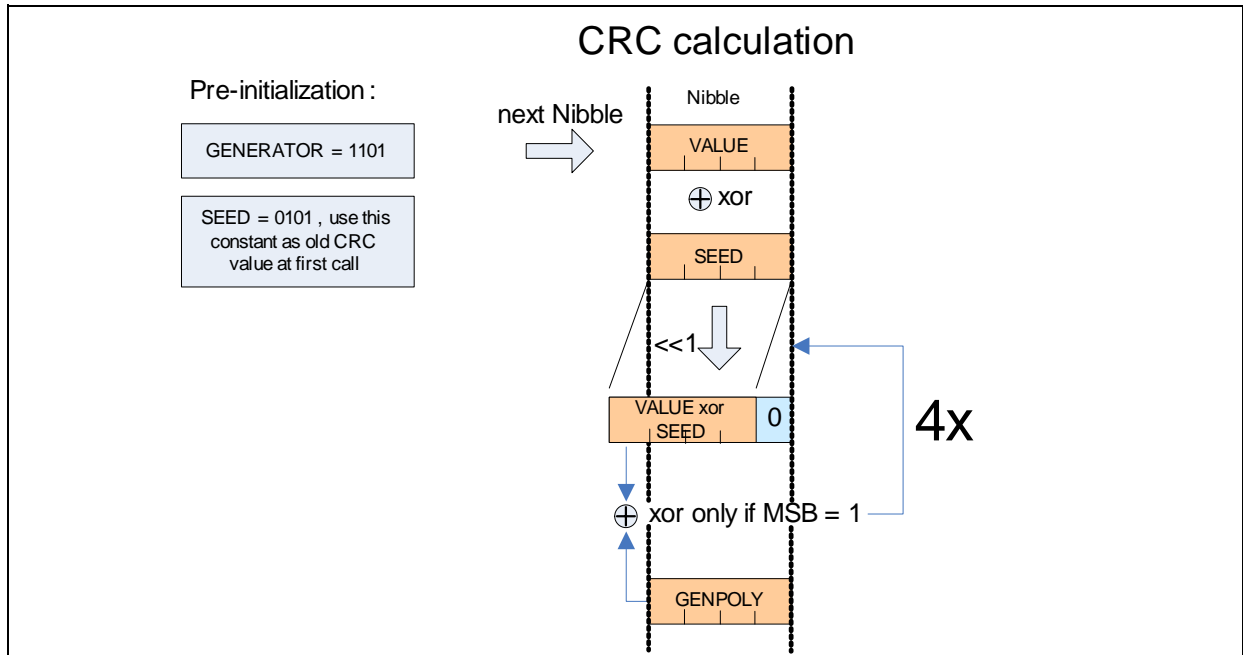 CRC calculation
Pre-initialization :
GENERATOR = 1101
SEED = 0101 , use this
constant as old CRC
value at first call
next Nibble
Nibble
VALUE
xor
SEED
<<1
VALUE xor
SEED
0
4x
xor only if MSB = 1
GENPOLY